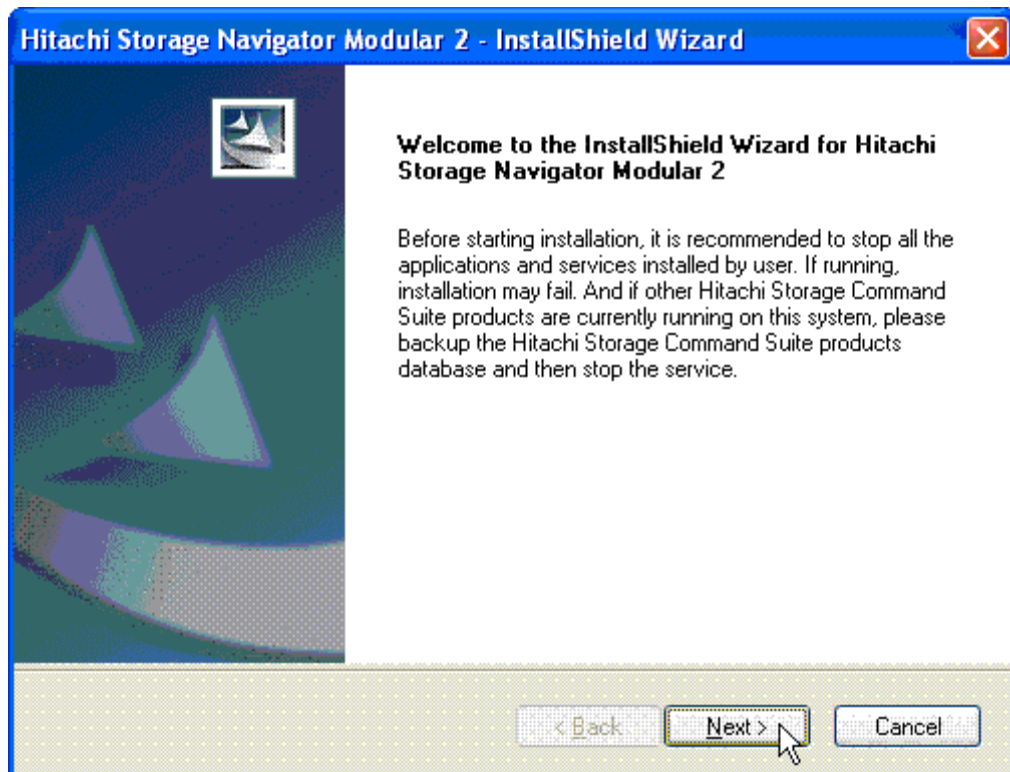 Hitachi Storage Navigator Modular 2 - InstallShield Wizard
Welcome to the InstallShield Wizard for Hitachi
Storage Navigator Modular 2
Before starting installation, it is recommended to stop all the
applications and services installed by user. If running,
installation may fail. And if other Hitachi Storage Command
Suite products are currently running on this system, please
backup the Hitachi Storage Command Suite products
database and then stop the service.
< Back Next > Cancel